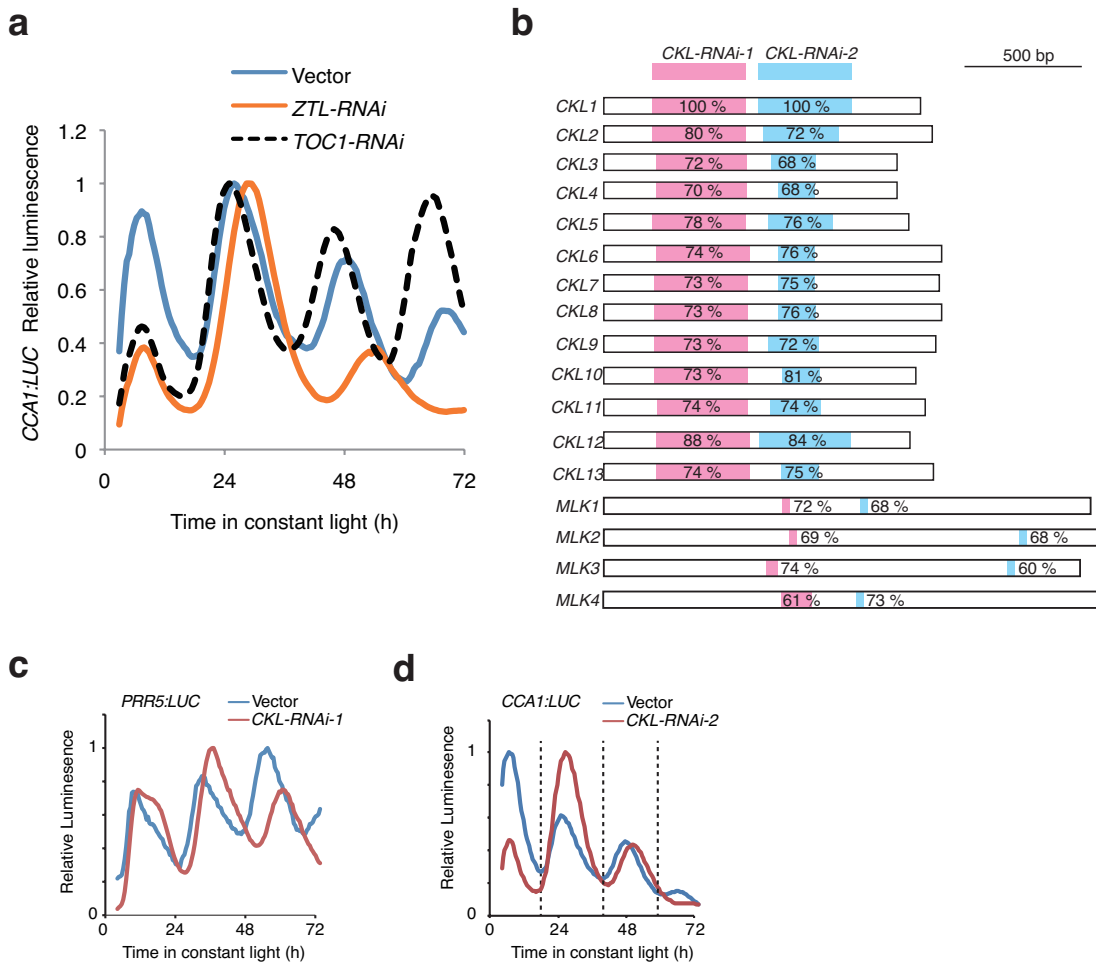 a
Vector
ZTL-RNAi
TOC1-RNAi
CCA1:LUC Relative luminescence
1.2
1
0.8
0.6
0.4
0.2
0
0 24 48 72
Time in constant light (h)
b
CKL-RNAi-1 CKL-RNAi-2 500 bp
CKL1 100 % 100 %
CKL2 80 % 72 %
CKL3 72 % 68 %
CKL4 70 % 68 %
CKL5 78 % 76 %
CKL6 74 % 76 %
CKL7 73 % 75 %
CKL8 73 % 76 %
CKL9 73 % 72 %
CKL10 73 % 81 %
CKL11 74 % 74 %
CKL12 88 % 84 %
CKL13 74 % 75 %
MLK1 72 % 68 %
MLK2 69 % 68 %
MLK3 74 % 60 %
MLK4 61 % 73 %
c
PRR5:LUC Vector
CKL-RNAi-1
Relative Luminesence
1
0
0 24 48 72
Time in constant light (h)
d
CCA1:LUC Vector
CKL-RNAi-2
Relative Luminesence
1
0
0 24 48 72
Time in constant light (h)